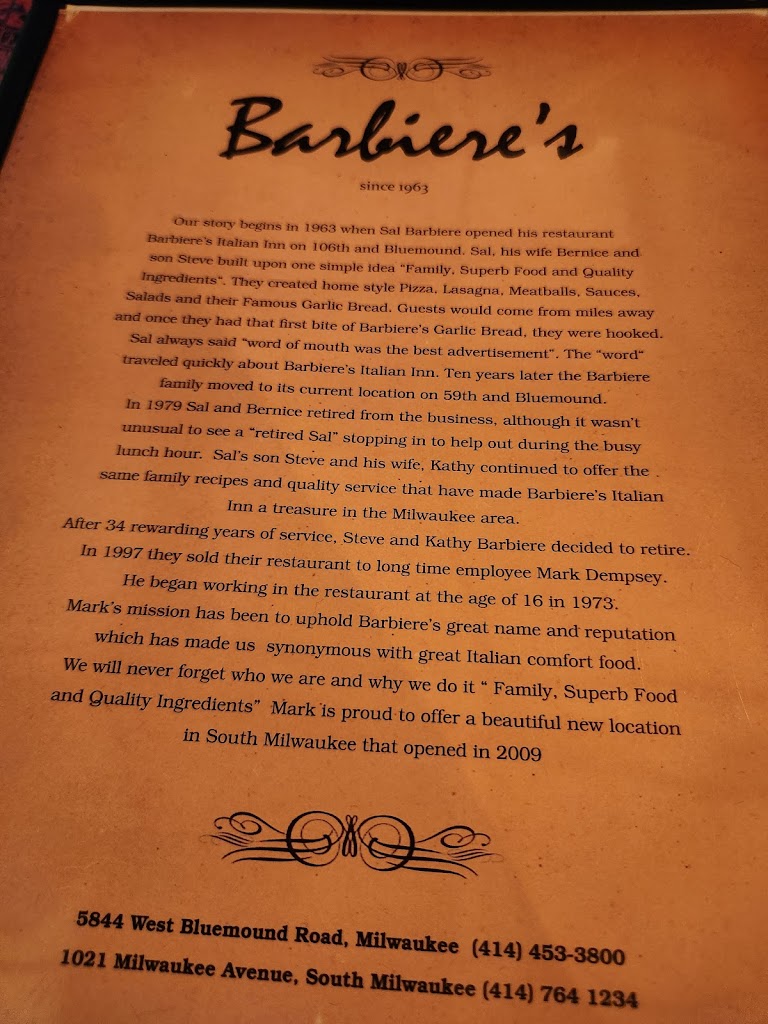 Barbiere's
since 1963
Our story begins in 1963 when Sal Barbiere opened his restaurant
Barbiere's Italian Inn on 106th and Bluemound. Sal, his wife Bernice and
son Steve built upon one simple idea "Family, Superb Food and Quality
Ingredients". They created home style Pizza, Lasagna, Meatballs, Sauces,
Salads and their Famous Garlic Bread. Guests would come from miles away
and once they had that first bite of Barbiere's Garlic Bread, they were hooked.
Sal always said "word of mouth was the best advertisement". The "word"
traveled quickly about Barbiere's Italian Inn. Ten years later the Barbiere
family moved to its current location on 59th and Bluemound.
In 1979 Sal and Bernice retired from the business, although it wasn't
unusual to see a "retired Sal" stopping in to help out during the busy
lunch hour. Sal's son Steve and his wife, Kathy continued to offer the
same family recipes and quality service that have made Barbiere's Italian
Inn a treasure in the Milwaukee area.
After 34 rewarding years of service, Steve and Kathy Barbiere decided to retire.
In 1997 they sold their restaurant to long time employee Mark Dempsey.
He began working in the restaurant at the age of 16 in 1973.
Mark's mission has been to uphold Barbiere's great name and reputation
which has made us synonymous with great Italian comfort food.
We will never forget who we are and why we do it " Family, Superb Food
and Quality Ingredients" Mark is proud to offer a beautiful new location
in South Milwaukee that opened in 2009
5844 West Bluemound Road, Milwaukee (414) 453-3800
1021 Milwaukee Avenue, South Milwaukee (414) 764 1234